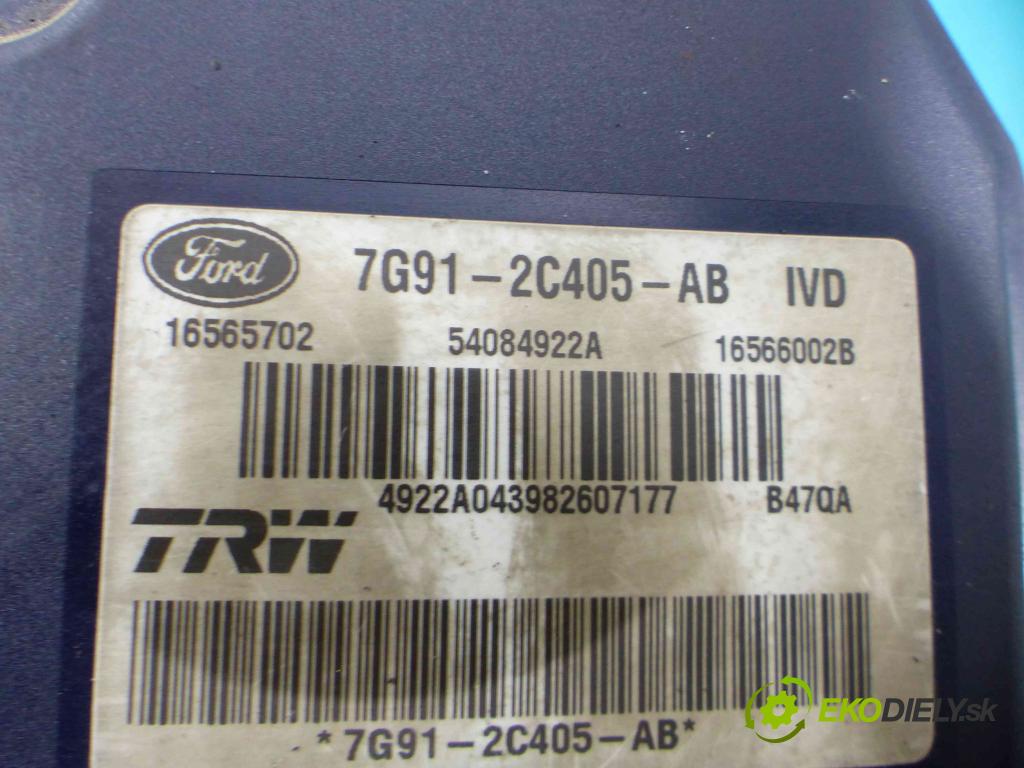 Ford 7G91-2C405-AB IVD
16565702 54084922A 16566002B
4922A043982607177 B47QA
TRW
*7G91-2C405-AB*
EKODIELY.sk